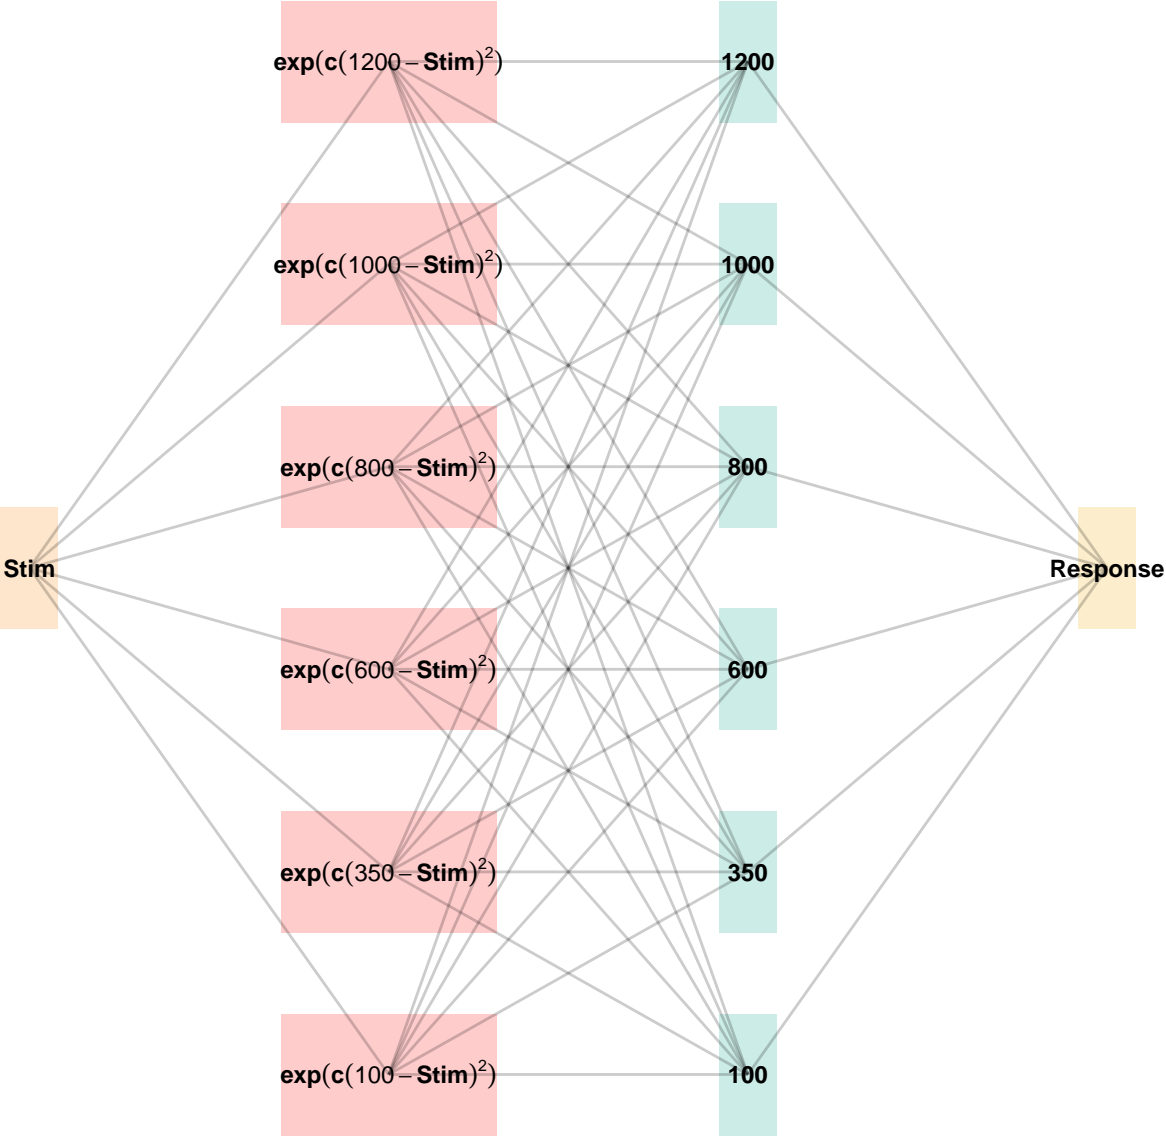 exp(c(1200 – Stim)²)
1200
exp(c(1000 – Stim)²)
1000
exp(c(800 – Stim)²)
800
Stim
Response
exp(c(600 – Stim)²)
600
exp(c(350 – Stim)²)
350
exp(c(100 – Stim)²)
100